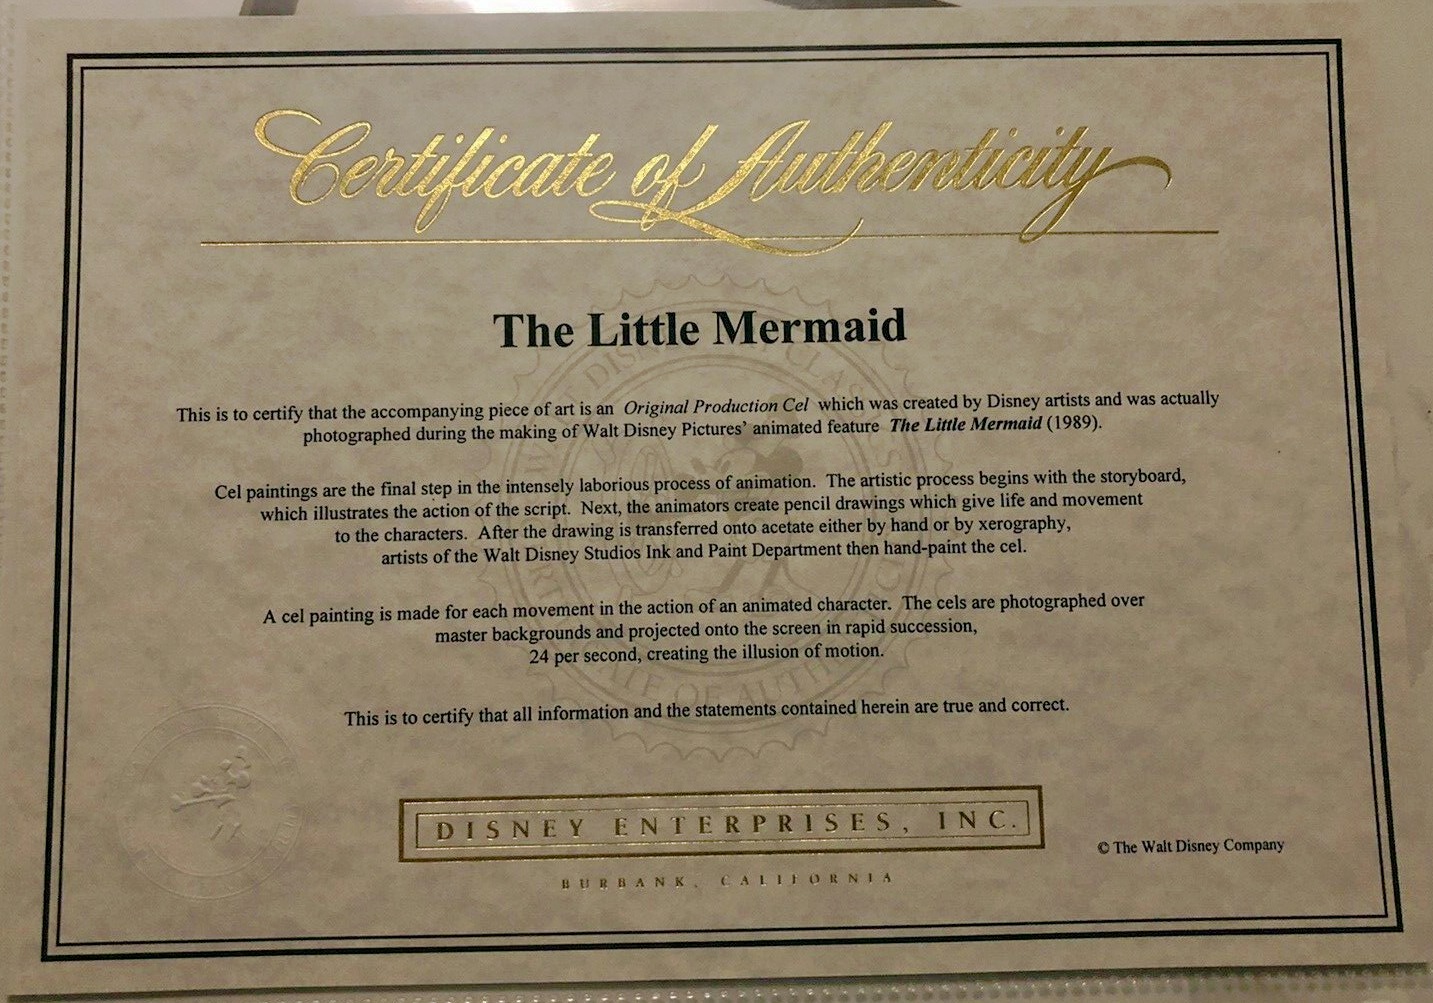 Certificate of Authenticity
The Little Mermaid
This is to certify that the accompanying piece of art is an Original Production Cel which was created by Disney artists and was actually
photographed during the making of Walt Disney Pictures' animated feature The Little Mermaid (1989).
Cel paintings are the final step in the intensely laborious process of animation. The artistic process begins with the storyboard,
which illustrates the action of the script. Next, the animators create pencil drawings which give life and movement
to the characters. After the drawing is transferred onto acetate either by hand or by xerography,
artists of the Walt Disney Studios Ink and Paint Department then hand-paint the cel.
A cel painting is made for each movement in the action of an animated character. The cels are photographed over
master backgrounds and projected onto the screen in rapid succession,
24 per second, creating the illusion of motion.
This is to certify that all information and the statements contained herein are true and correct.
DISNEY ENTERPRISES, INC.
© The Walt Disney Company
BURBANK, CALIFORNIA